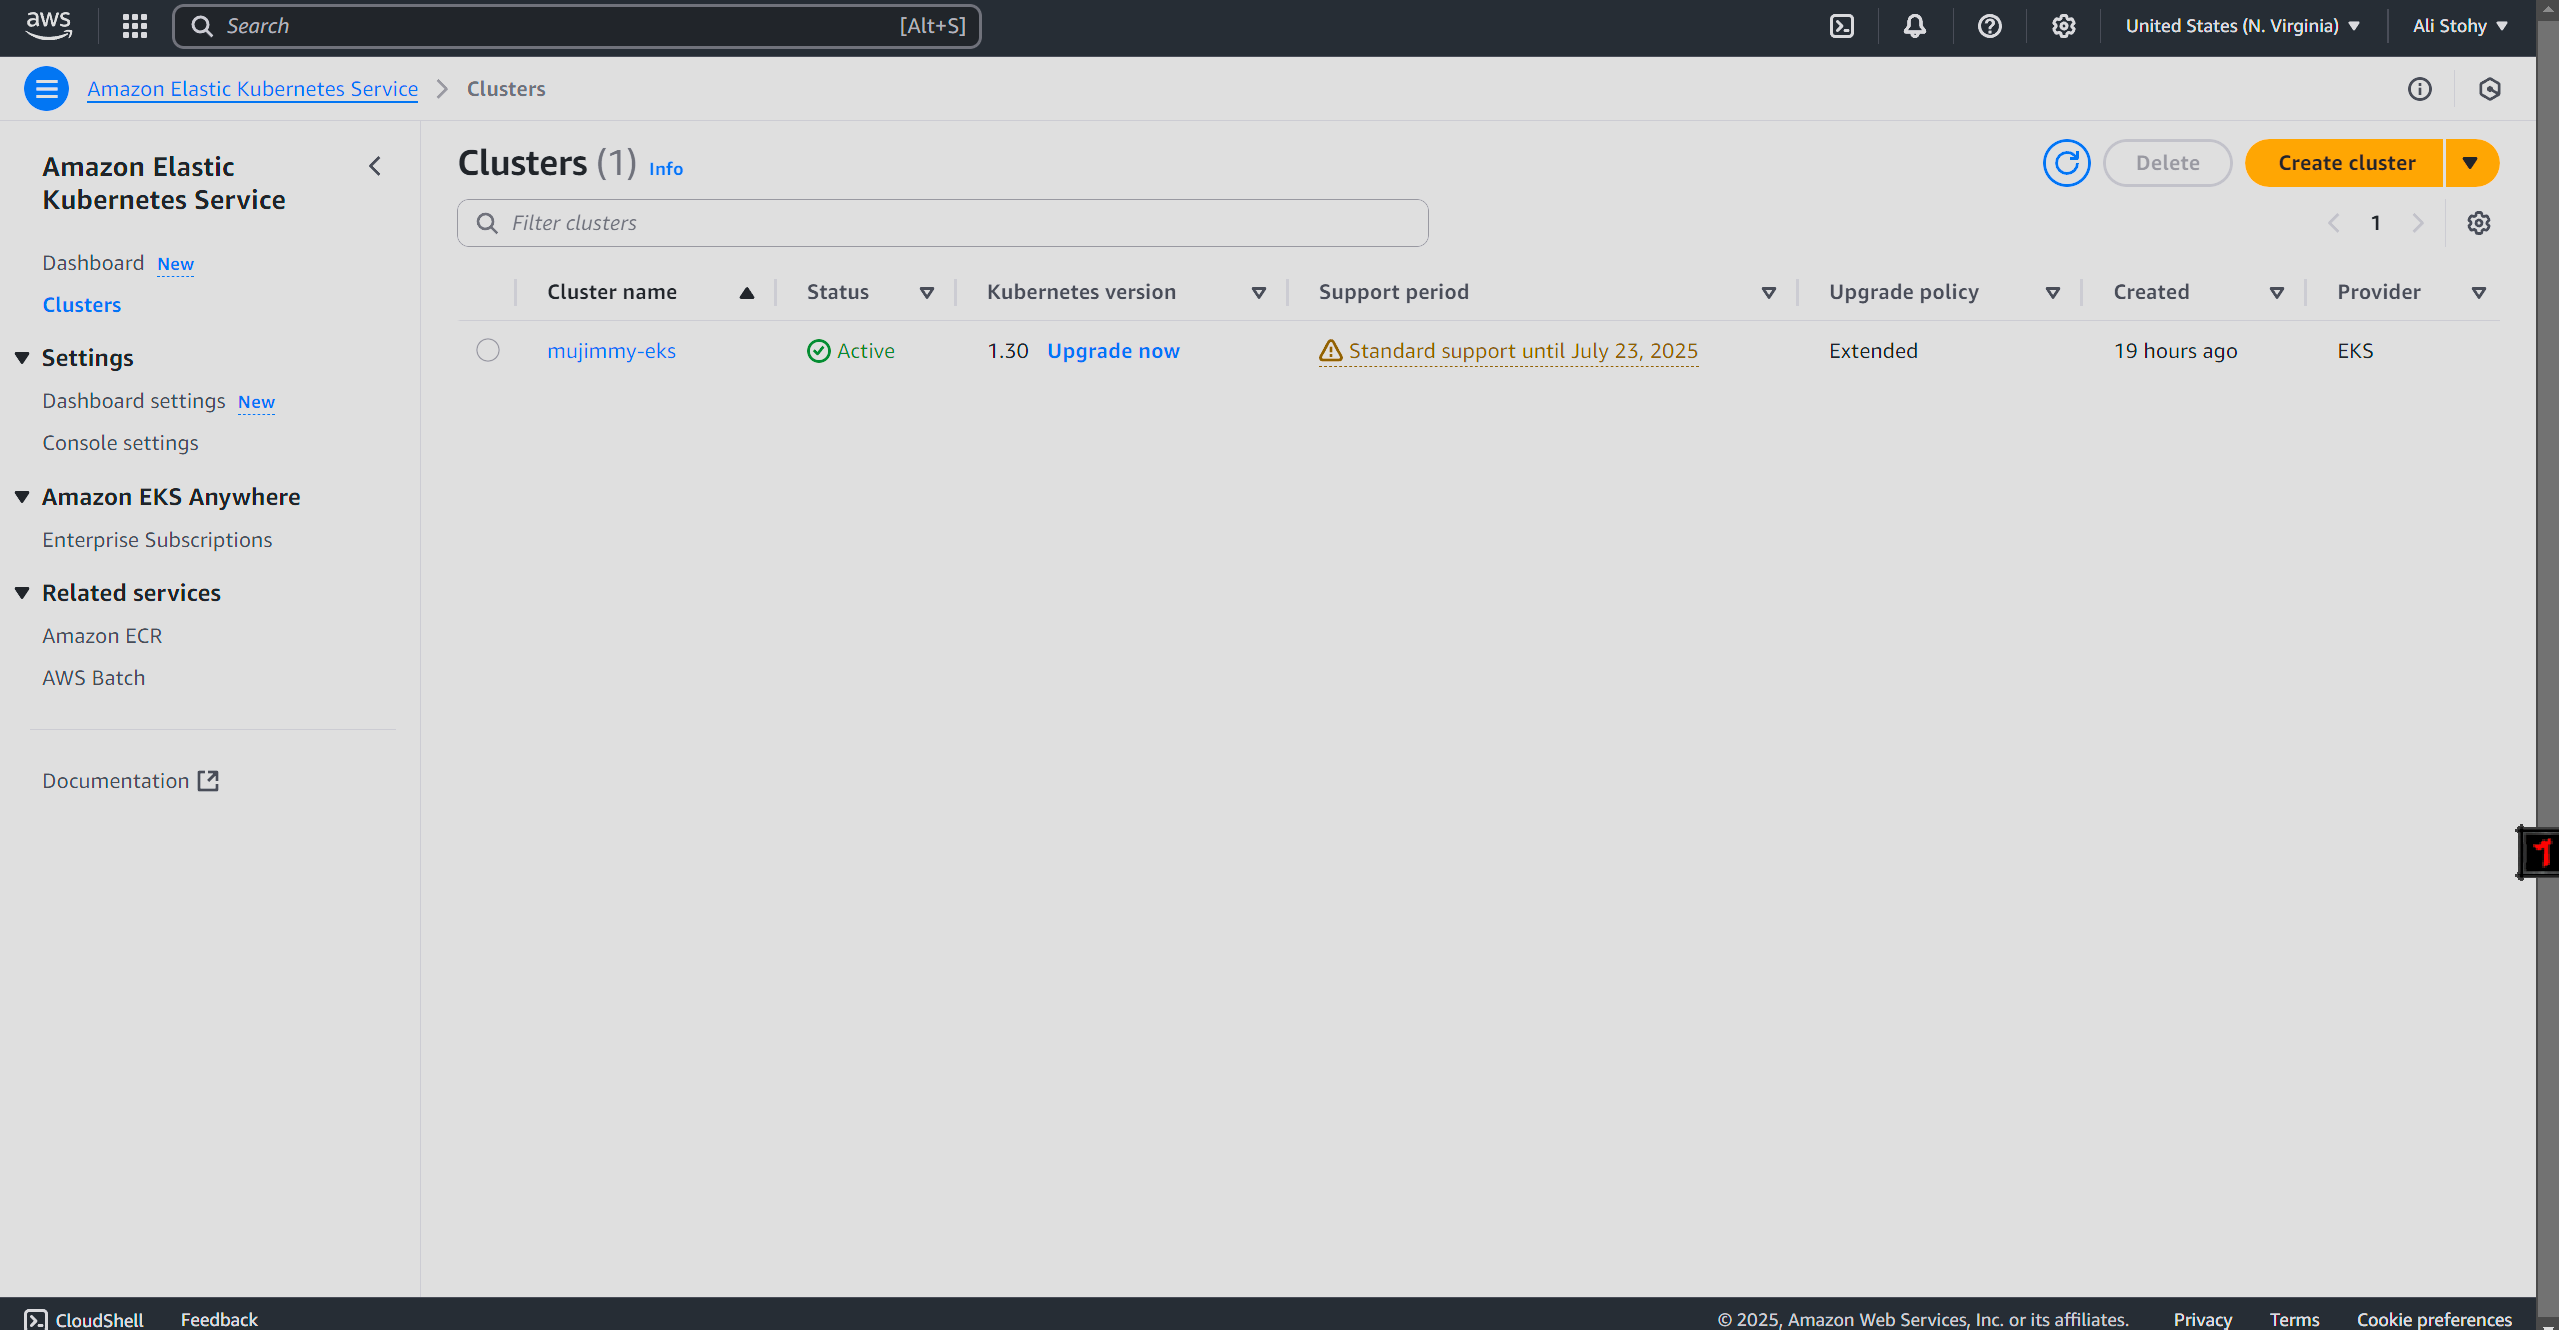 aws Search [Alt+S] United States (N. Virginia) Ali Stohy
Amazon Elastic Kubernetes Service Clusters
Amazon Elastic
Kubernetes Service
Dashboard New
Clusters
Settings
Dashboard settings New
Console settings
Amazon EKS Anywhere
Enterprise Subscriptions
Related services
Amazon ECR
AWS Batch
Documentation
Clusters (1) Info Delete Create cluster
Filter clusters 1
Cluster name Status Kubernetes version Support period Upgrade policy Created Provider
mujimmy-eks Active 1.30 Upgrade now Standard support until July 23, 2025 Extended 19 hours ago EKS
1
CloudShell Feedback © 2025, Amazon Web Services, Inc. or its affiliates. Privacy Terms Cookie preferences